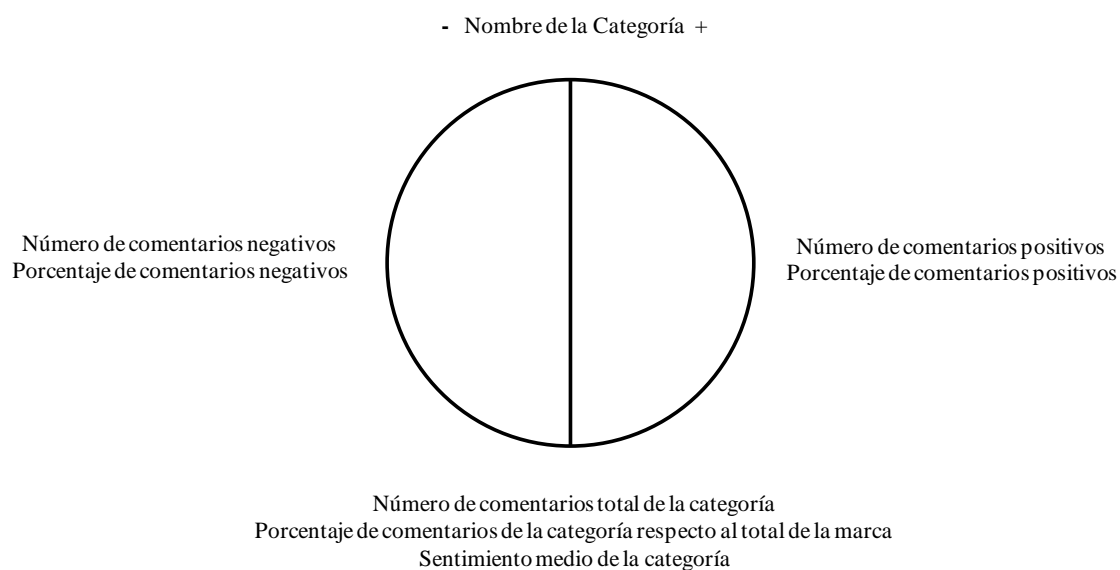 - Nombre de la Categoría +
Número de comentarios negativos
Porcentaje de comentarios negativos
Número de comentarios positivos
Porcentaje de comentarios positivos
Número de comentarios total de la categoría
Porcentaje de comentarios de la categoría respecto al total de la marca
Sentimiento medio de la categoría